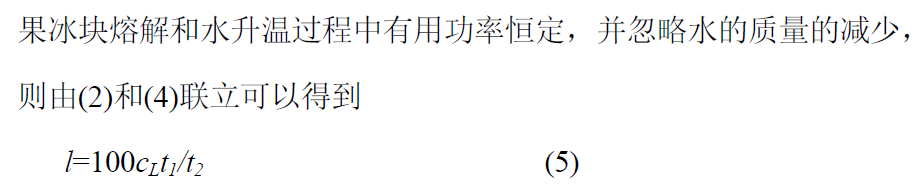 果冰块熔解和水升温过程中有用功率恒定，并忽略水的质量的减少，
则由(2)和(4)联立可以得到
l=100cLt1/t2 (5)